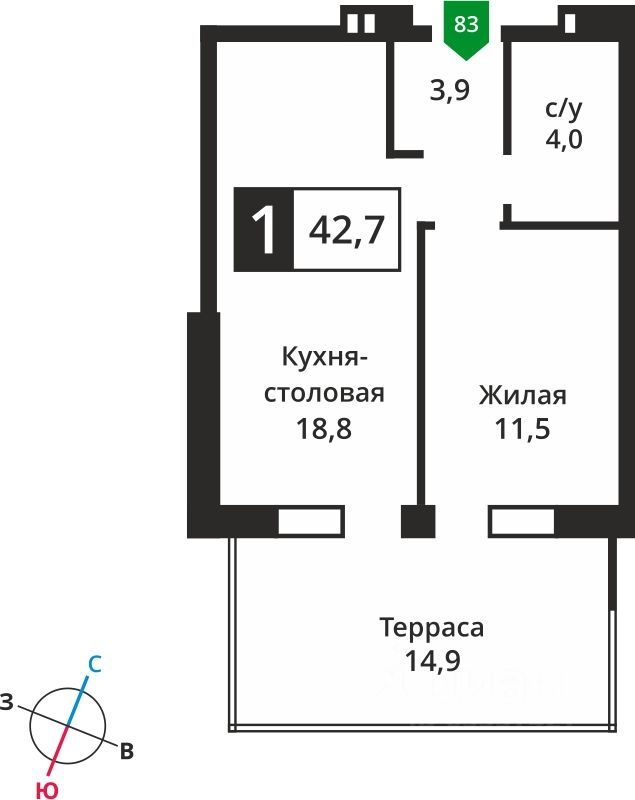 83
3,9
с/у
4,0
1 42,7
Кухня-
столовая
18,8
Жилая
11,5
Терраса
14,9
С
З
В
Ю